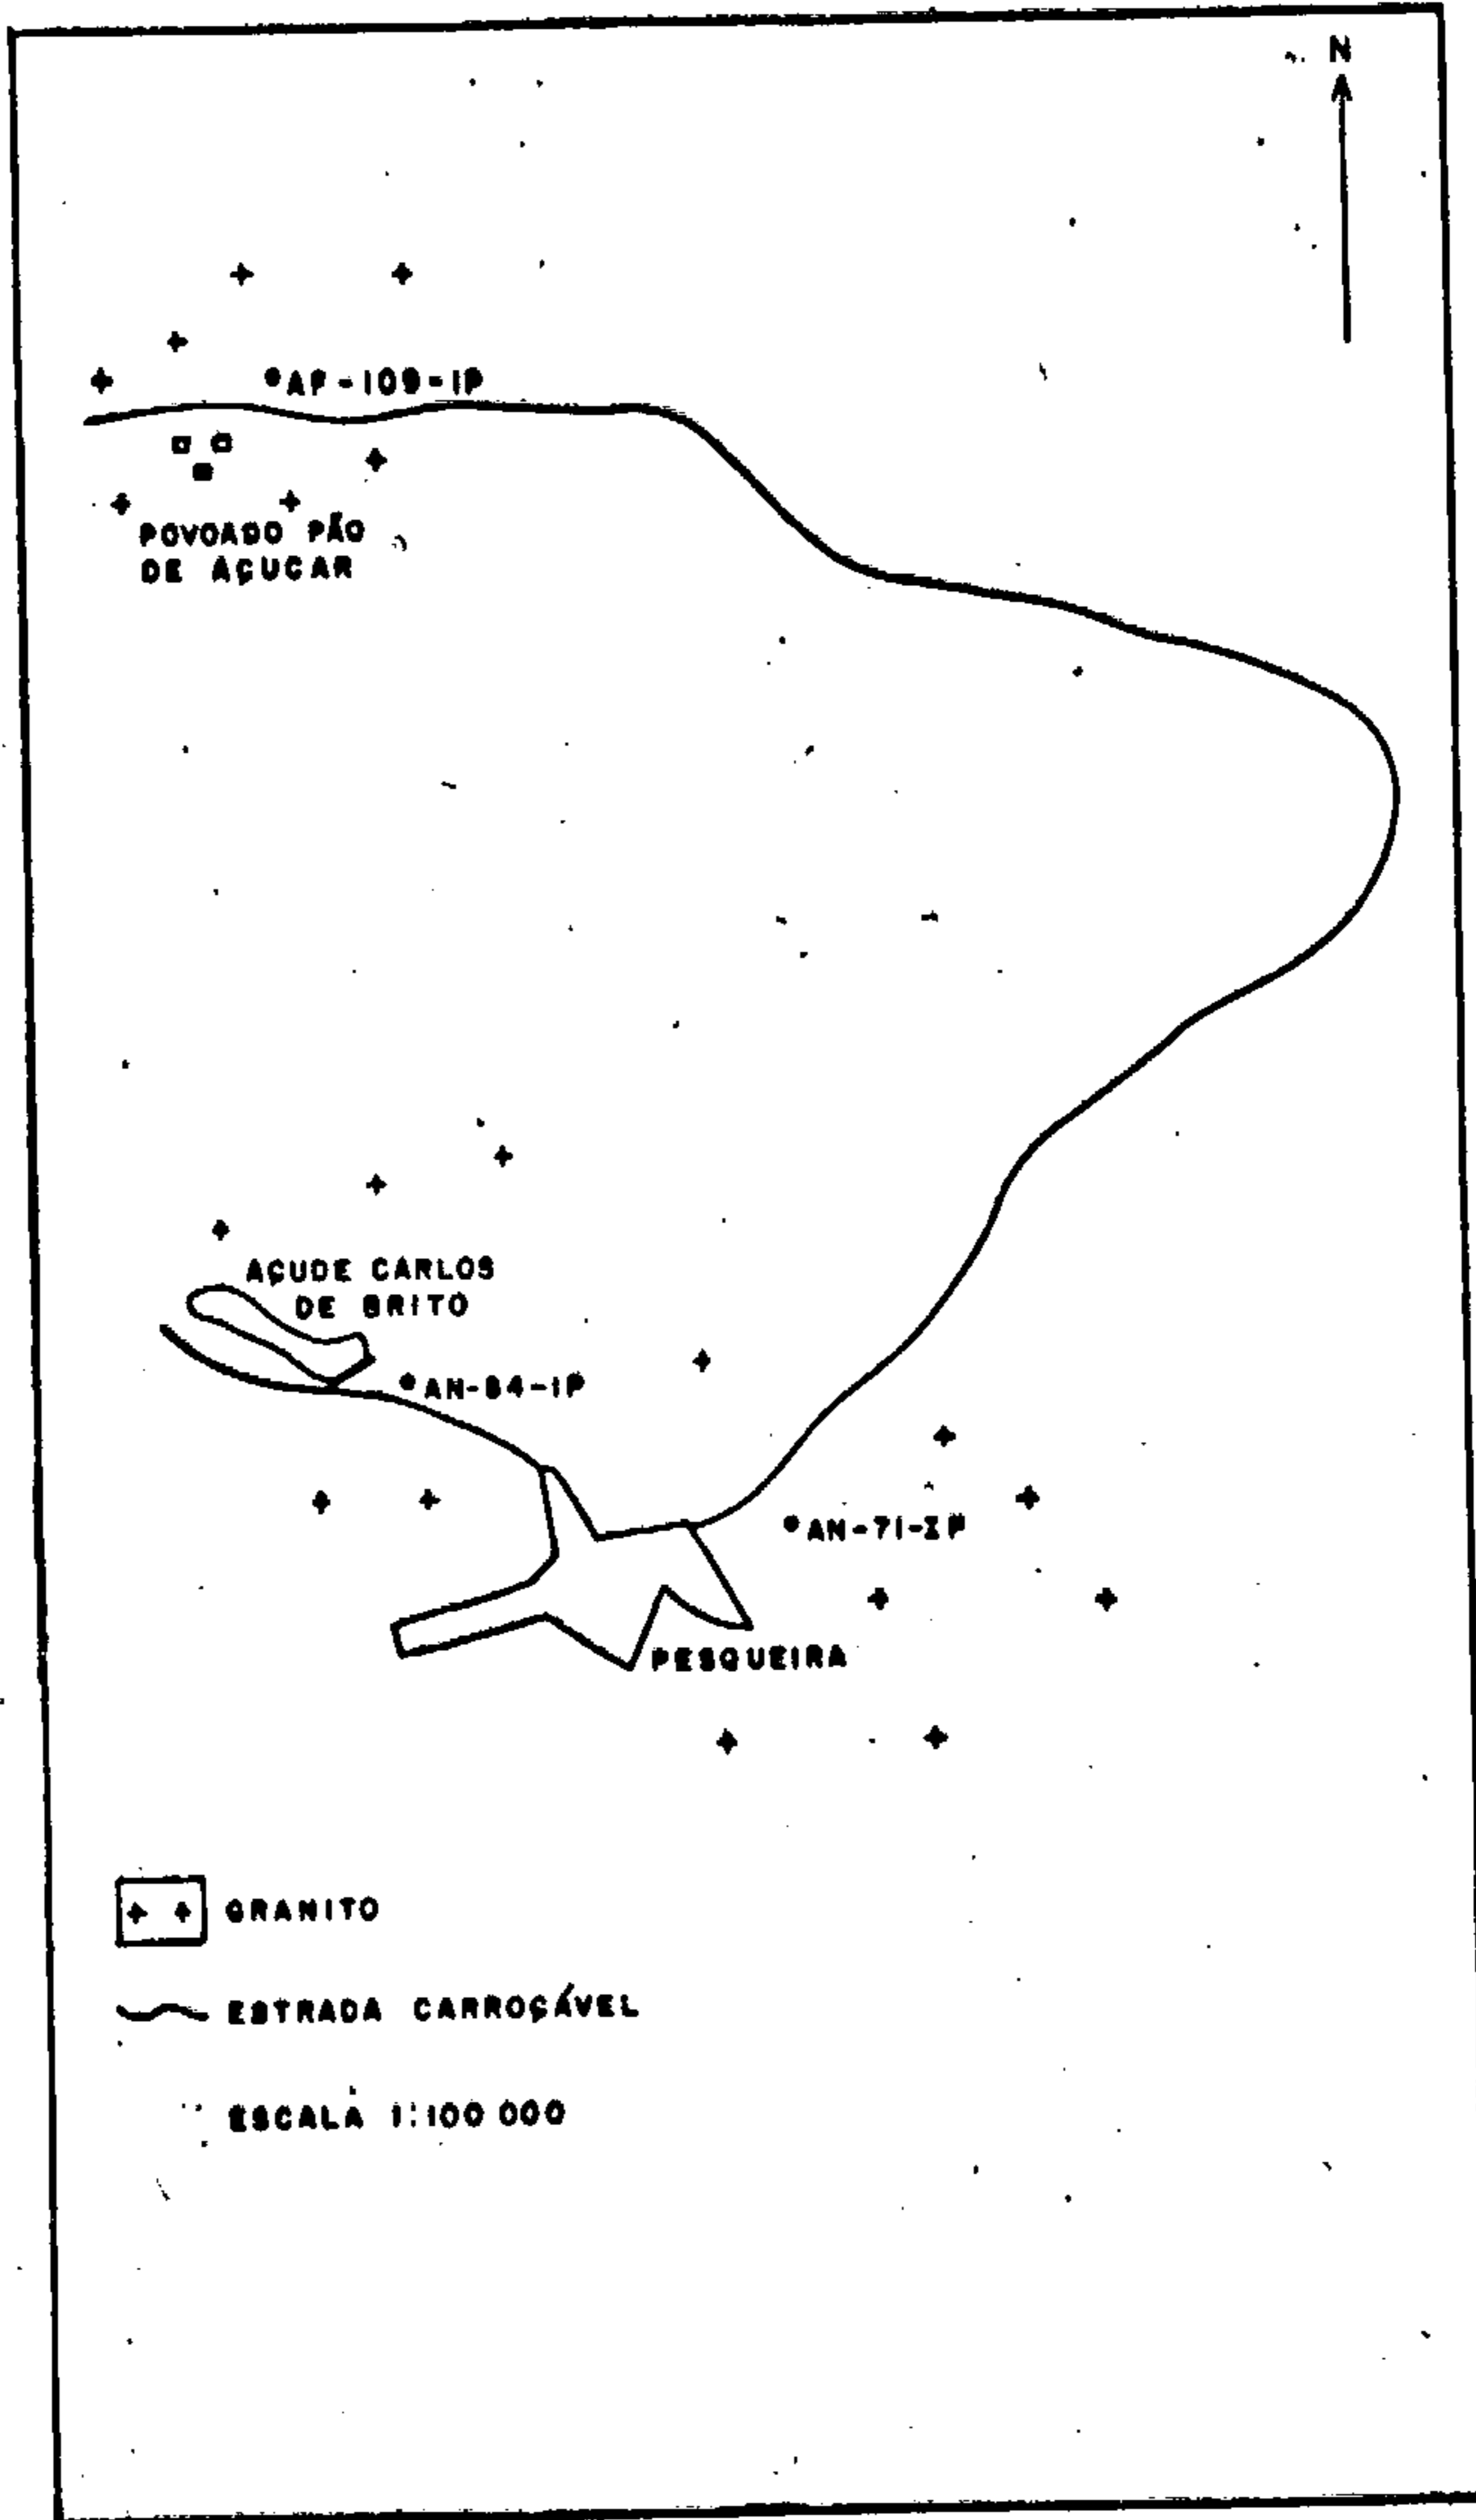 N
AP-109-IP
POVOADO PÃO
DE AÇUCAR
AÇUDE CARLOS
DE BRITO
AN-84-IP
AN-71-IP
PESQUEIRA
GRANITO
ESTRADA CARROÇÁVEL
ESCALA 1:100 000